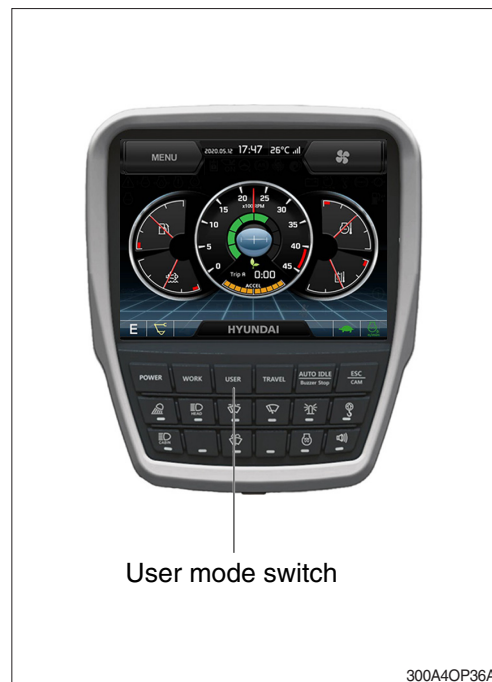 MENU 2020.05.12 17:47 26°C
x100 RPM
0 5 10 15 20 25 30 35 40 45
Trip A 0:00
ACCEL
E HYUNDAI
POWER WORK USER TRAVEL AUTO IDLE ESC
Buzzer Stop CAM
HEAD
CABIN
User mode switch
300A4OP36A